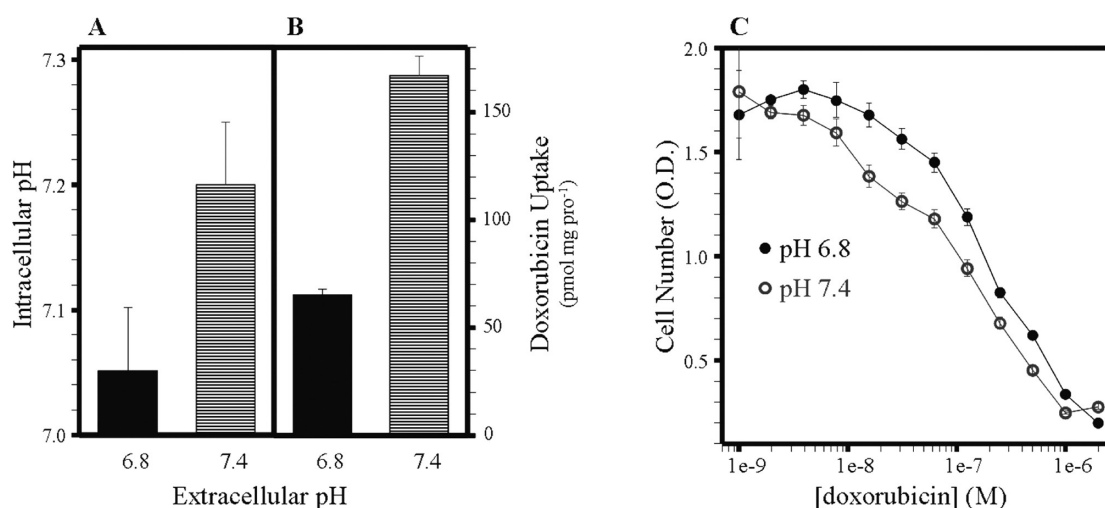 A
B
7.3
7.2
7.1
7.0
Intracellular pH
6.8
7.4
6.8
7.4
Extracellular pH
150
100
50
0
Doxorubicin Uptake
(pmol mg pro⁻¹)
C
2.0
1.5
1.0
0.5
Cell Number (O.D.)
pH 6.8
pH 7.4
1e-9
1e-8
1e-7
1e-6
[doxorubicin] (M)